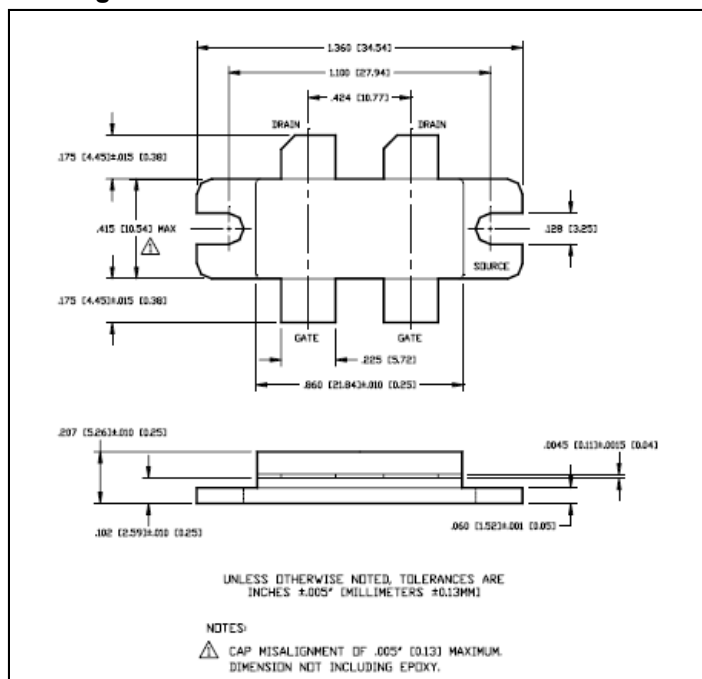 1.360 [34.54]
1.100 [27.94]
.424 [10.77]
DRAIN
DRAIN
.175 [4.45]±.015 [0.38]
.415 [10.54] MAX
.128 [3.25]
SOURCE
.175 [4.45]±.015 [0.38]
GATE
GATE
.225 [5.72]
.860 [21.84]±.010 [0.25]
.207 [5.26]±.010 [0.25]
.0045 [0.11]±.0015 [0.04]
.102 [2.59]±.010 [0.25]
.060 [1.52]±.001 [0.05]
UNLESS OTHERWISE NOTED, TOLERANCES ARE
INCHES ±.005" [MILLIMETERS ±0.13MM]
NOTES:
1 CAP MISALIGNMENT OF .005" [0.13] MAXIMUM.
DIMENSION NOT INCLUDING EPOXY.